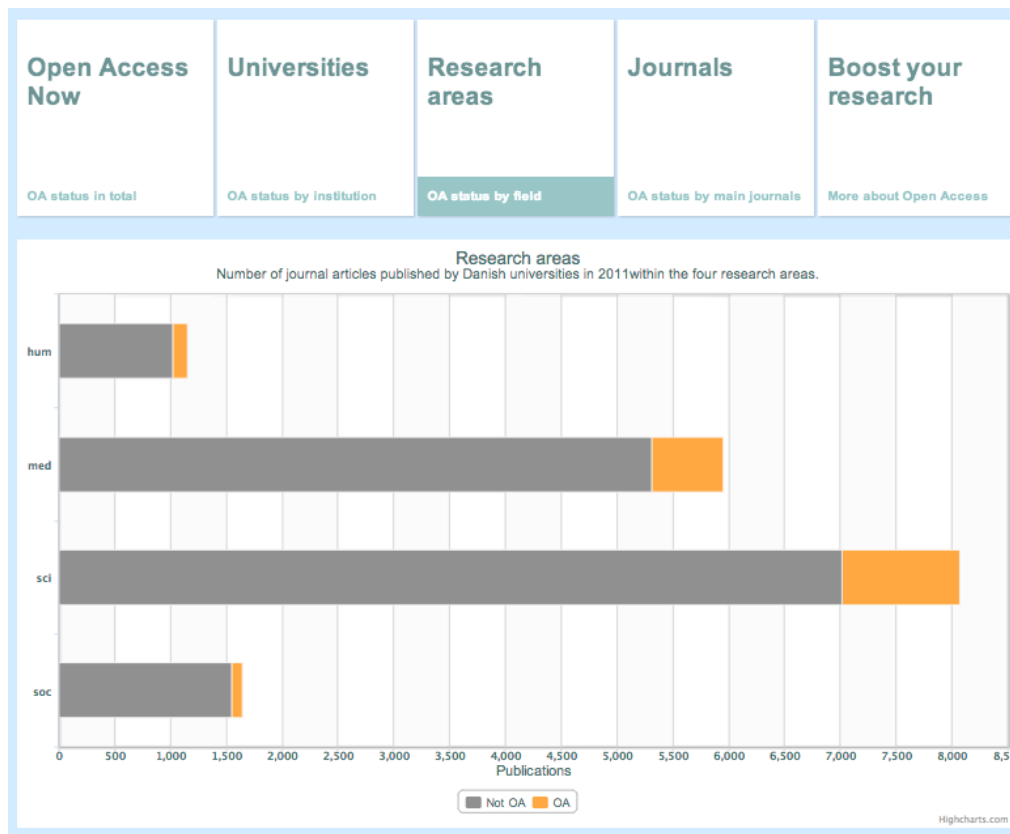 Open Access
Now
OA status in total
Universities
OA status by institution
Research
areas
OA status by field
Journals
OA status by main journals
Boost your
research
More about Open Access
Research areas
Number of journal articles published by Danish universities in 2011within the four research areas.
hum
med
sci
soc
0 500 1,000 1,500 2,000 2,500 3,000 3,500 4,000 4,500 5,000 5,500 6,000 6,500 7,000 7,500 8,000 8,5
Publications
Not OA OA
Highcharts.com